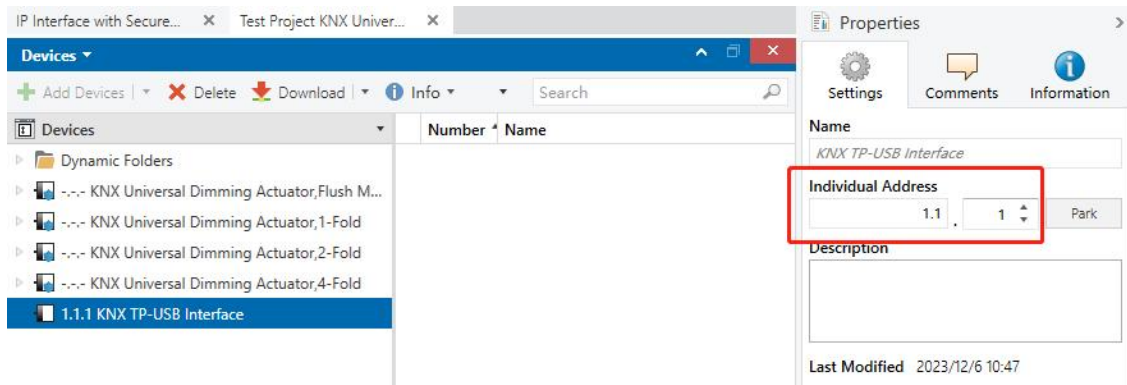 IP Interface with Secure...
Test Project KNX Univer...
Devices
Add Devices
Delete
Download
Info
Search
Devices
Number
Name
Dynamic Folders
-.-.- KNX Universal Dimming Actuator,Flush M...
-.-.- KNX Universal Dimming Actuator,1-Fold
-.-.- KNX Universal Dimming Actuator,2-Fold
-.-.- KNX Universal Dimming Actuator,4-Fold
1.1.1 KNX TP-USB Interface
Properties
Settings
Comments
Information
Name
KNX TP-USB Interface
Individual Address
1.1 . 1
Park
Description
Last Modified 2023/12/6 10:47